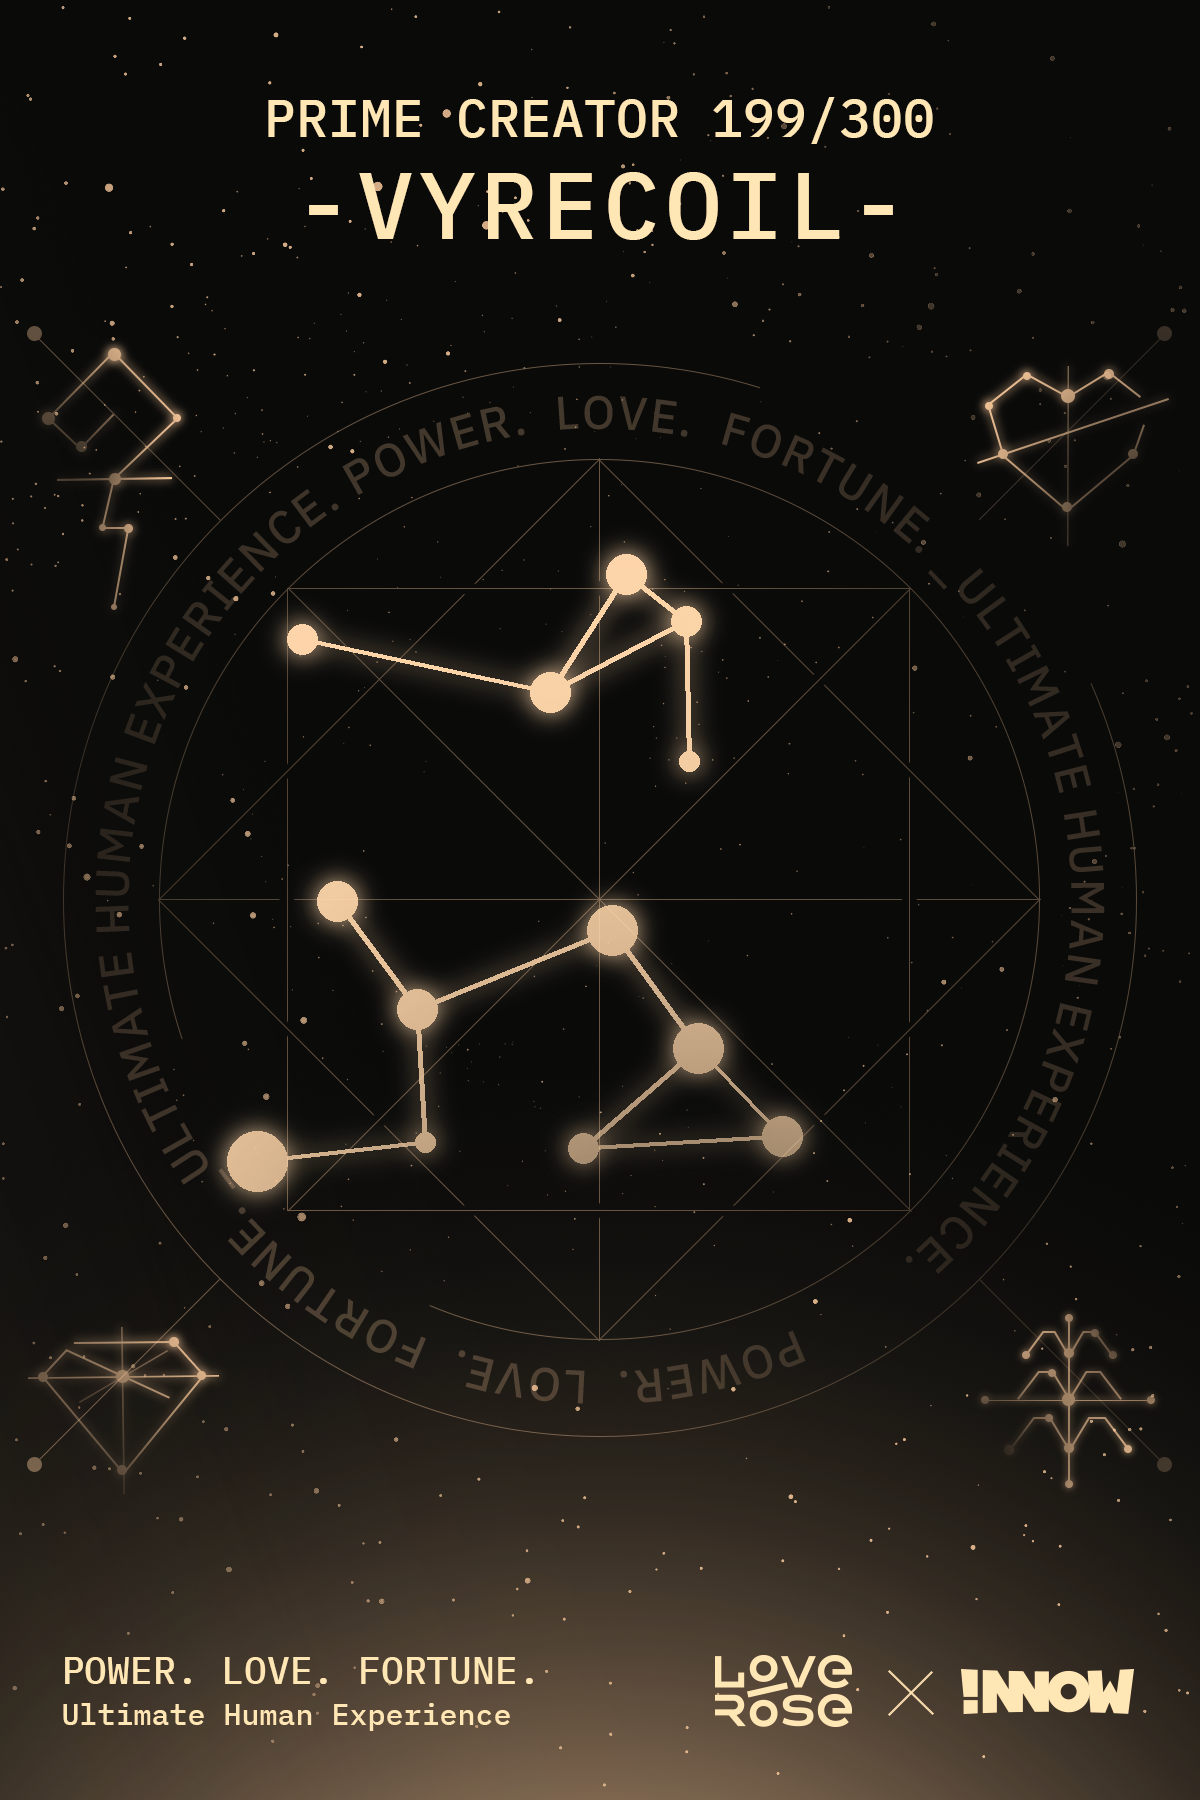 PRIME CREATOR 199/300
-VYRECOIL-
POWER. LOVE. FORTUNE. - ULTIMATE HUMAN EXPERIENCE.
POWER. LOVE. FORTUNE. - ULTIMATE HUMAN EXPERIENCE.
POWER. LOVE. FORTUNE.
Ultimate Human Experience
LOVE ROSE × !NNOW